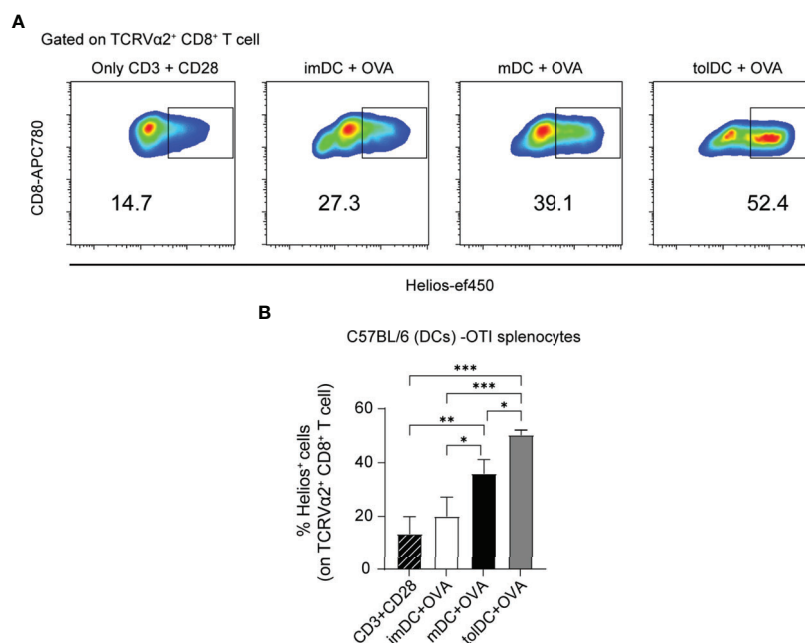 A
Gated on TCRVα2⁺ CD8⁺ T cell
Only CD3 + CD28
imDC + OVA
mDC + OVA
tolDC + OVA
CD8-APC780
14.7
27.3
39.1
52.4
Helios-ef450
B
C57BL/6 (DCs) -OTI splenocytes
% Helios⁺ cells
(on TCRVα2⁺ CD8⁺ T cell)
***
***
**
*
*
60
40
20
0
CD3+CD28
imDC+OVA
mDC+OVA
tolDC+OVA